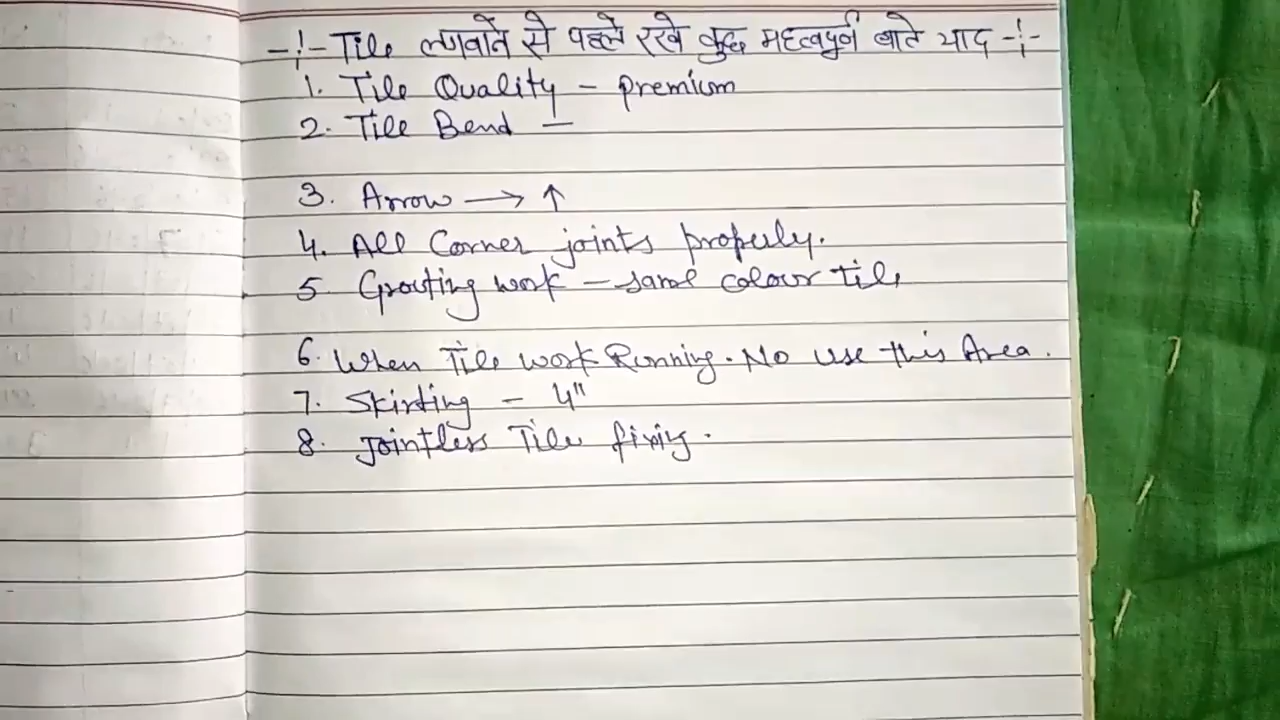 -:- Tile लगवाने से पहले रखे कुछ महत्वपूर्ण बाते याद -:-
1. Tile Quality - premium
2. Tile Bend -
3. Arrow → ↑
4. All Corner joints properly.
5 Grouting work - same colour tile
6. When Tile work Running. No use this Area.
7. Skirting - 4"
8. Jointless Tile fixing.